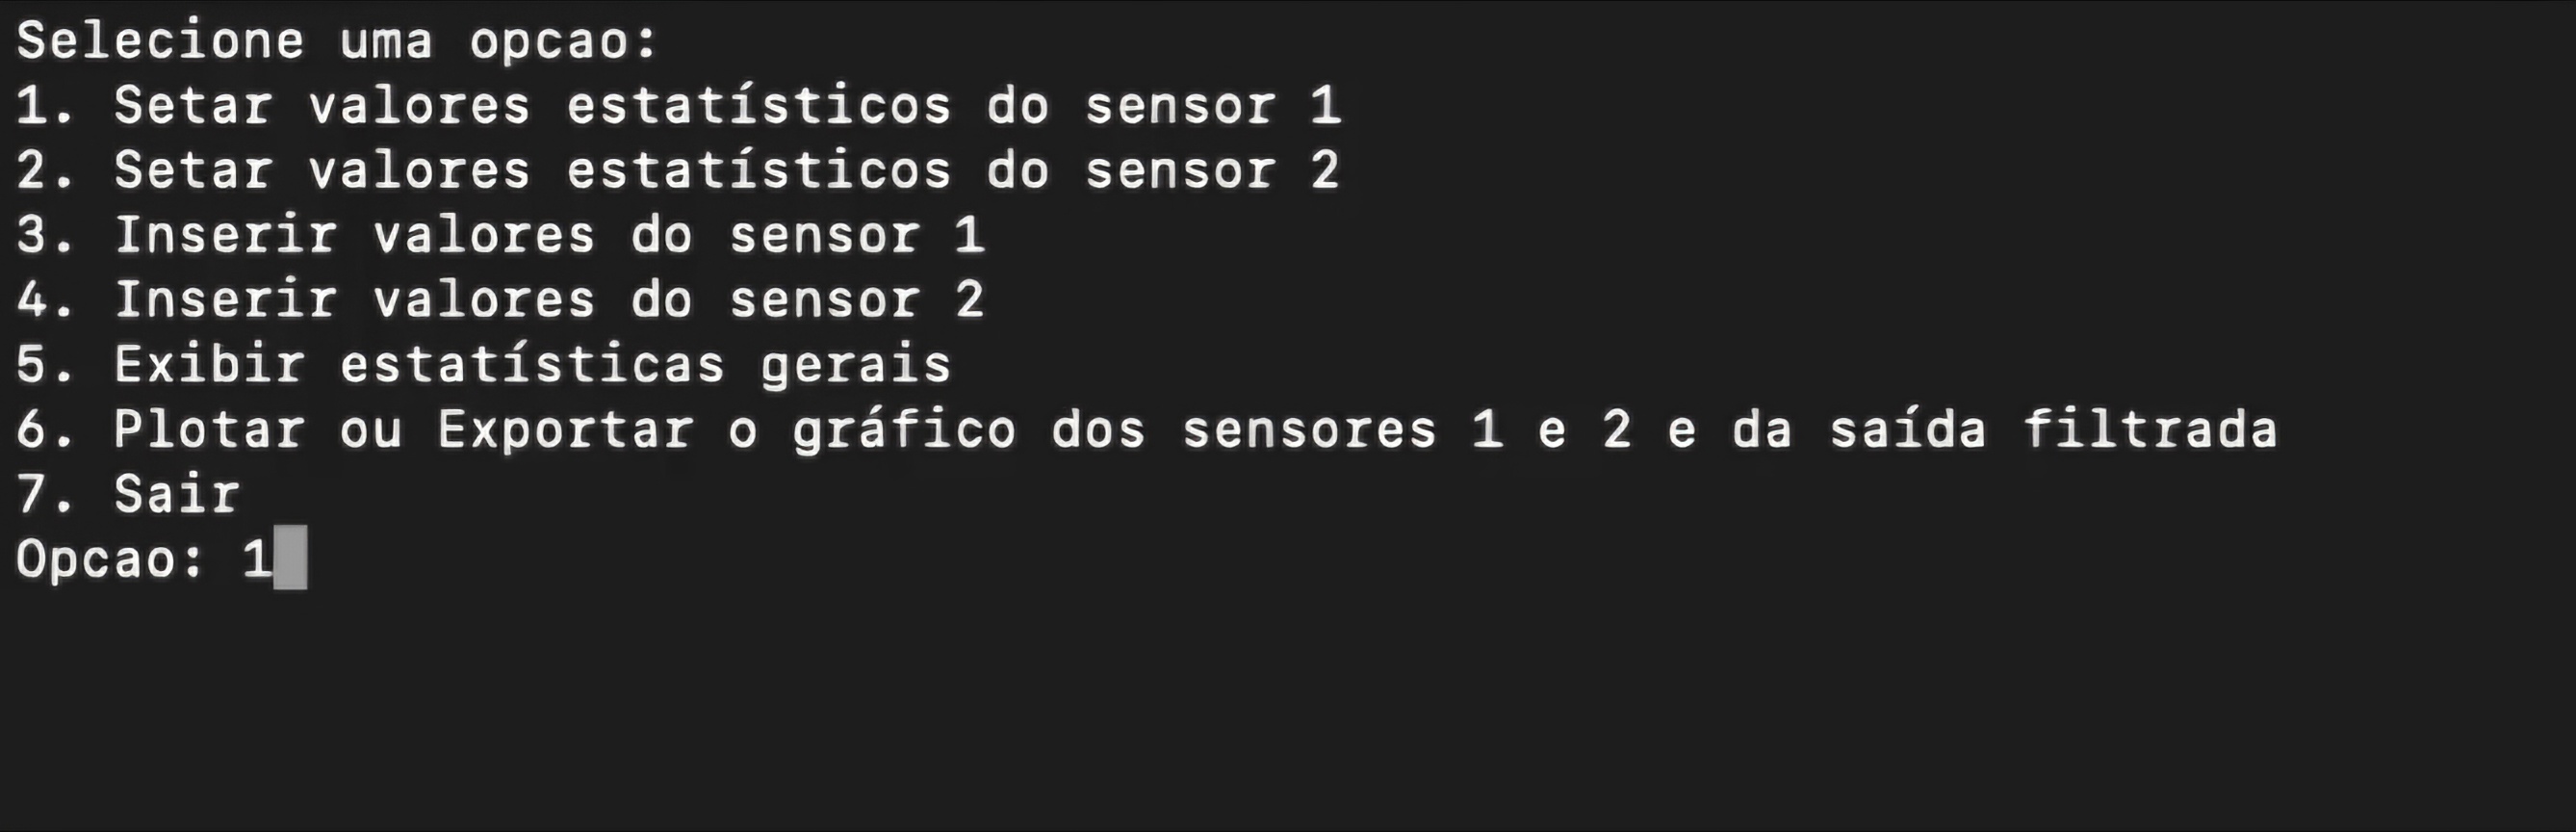 Selecione uma opcao:
1. Setar valores estatísticos do sensor 1
2. Setar valores estatísticos do sensor 2
3. Inserir valores do sensor 1
4. Inserir valores do sensor 2
5. Exibir estatísticas gerais
6. Plotar ou Exportar o gráfico dos sensores 1 e 2 e da saída filtrada
7. Sair
Opcao: 1